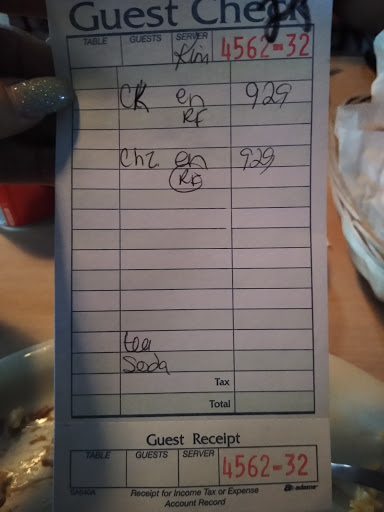 Guest Check
TABLE GUESTS SERVER
Kim 4562-32
CK en 929
RF
Chz. en 929
RF
tea
Soda
Tax
Total
Guest Receipt
TABLE GUESTS SERVER
4562-32
Receipt for Income Tax or Expense
Account Record